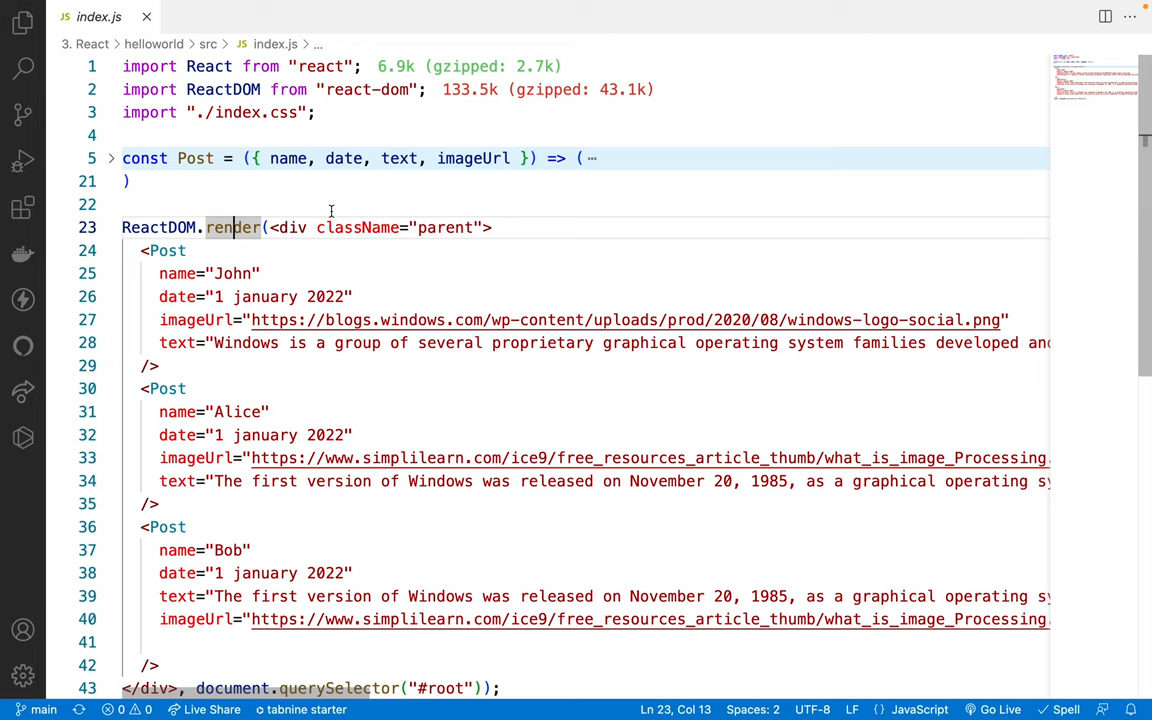 JS index.js
3. React > helloworld > src > JS index.js > ...
1 import React from "react"; 6.9k (gzipped: 2.7k)
2 import ReactDOM from "react-dom"; 133.5k (gzipped: 43.1k)
3 import "./index.css";
4
5 const Post = ({ name, date, text, imageUrl }) => ( ⋯
21 )
22
23 ReactDOM.render(<div className="parent">
24 <Post
25 name="John"
26 date="1 january 2022"
27 imageUrl="https://blogs.windows.com/wp-content/uploads/prod/2020/08/windows-logo-social.png"
28 text="Windows is a group of several proprietary graphical operating system families developed and
29 />
30 <Post
31 name="Alice"
32 date="1 january 2022"
33 imageUrl="https://www.simplilearn.com/ice9/free_resources_article_thumb/what_is_image_Processing.
34 text="The first version of Windows was released on November 20, 1985, as a graphical operating sy
35 />
36 <Post
37 name="Bob"
38 date="1 january 2022"
39 text="The first version of Windows was released on November 20, 1985, as a graphical operating sy
40 imageUrl="https://www.simplilearn.com/ice9/free_resources_article_thumb/what_is_image_Processing.
41
42 />
43 </div>, document.querySelector("#root"));
main 0 0 Live Share tabnine starter Ln 23, Col 13 Spaces: 2 UTF-8 LF {} JavaScript Go Live Spell